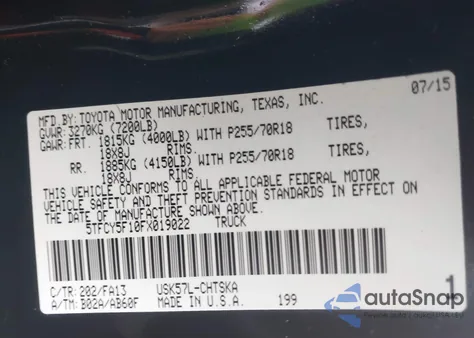 MFD.BY: TOYOTA MOTOR MANUFACTURING, TEXAS, INC. 07/15
GVWR: 3270KG (7200LB)
GAWR: FRT. 1815KG (4000LB) WITH P255/70R18 TIRES,
18X8J RIMS.
RR. 1885KG (4150LB) WITH P255/70R18 TIRES,
18X8J RIMS.
THIS VEHICLE CONFORMS TO ALL APPLICABLE FEDERAL MOTOR
VEHICLE SAFETY AND THEFT PREVENTION STANDARDS IN EFFECT ON
THE DATE OF MANUFACTURE SHOWN ABOVE.
5TFCY5F10FX019022 TRUCK
C/TR: 202/FA13 USK57L-CHTSKA
A/TM: B02A/AB60F MADE IN U.S.A. 199
1
autoSnap